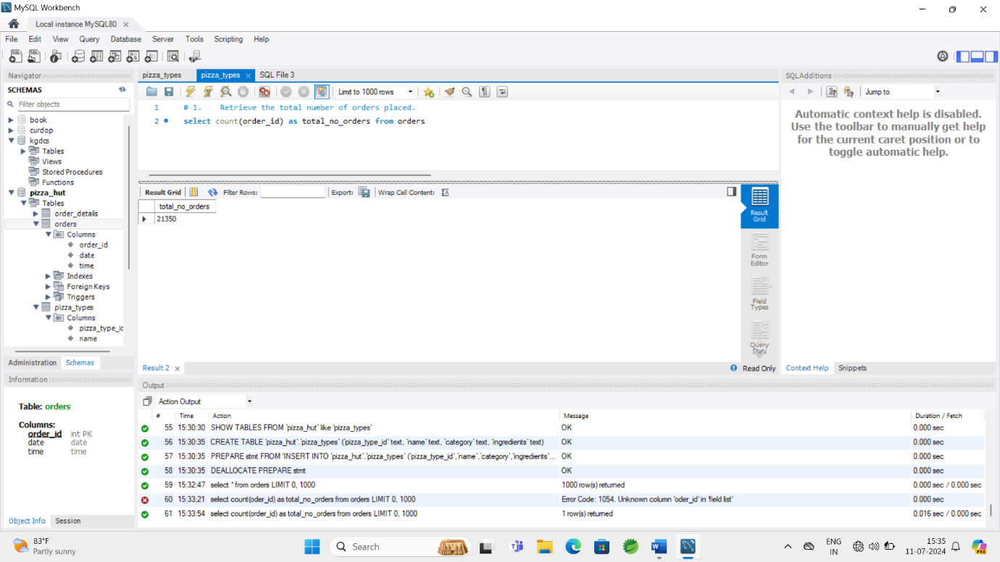 MySQL Workbench
Local instance MySQL80
File Edit View Query Database Server Tools Scripting Help
Navigator
SCHEMAS
Filter objects
book
curdop
kgdcs
Tables
Views
Stored Procedures
Functions
pizza_hut
Tables
order_details
orders
Columns
order_id
date
time
Indexes
Foreign Keys
Triggers
pizza_types
Columns
pizza_type_ic
name
Administration Schemas
Information
Table: orders
Columns:
order_id int PK
date date
time time
Object Info Session
pizza_types pizza_types SQL File 3
Limit to 1000 rows
1 # 1. Retrieve the total number of orders placed.
2 select count(order_id) as total_no_orders from orders
Result Grid Filter Rows: Export: Wrap Cell Content:
total_no_orders
21350
Result Grid
Form Editor
Field Types
Query Stats
Result 2 Read Only
SQLAdditions
Jump to
Automatic context help is disabled.
Use the toolbar to manually get help
for the current caret position or to
toggle automatic help.
Context Help Snippets
Output
Action Output
# Time Action Message Duration / Fetch
55 15:30:30 SHOW TABLES FROM `pizza_hut` like 'pizza_types' OK 0.000 sec
56 15:30:35 CREATE TABLE `pizza_hut`.`pizza_types` (`pizza_type_id` text, `name` text, `category` text, `ingredients` text) OK 0.000 sec
57 15:30:35 PREPARE stmt FROM 'INSERT INTO `pizza_hut`.`pizza_types` (`pizza_type_id`,`name`,`category`,`ingredients`... OK 0.000 sec
58 15:30:35 DEALLOCATE PREPARE stmt OK 0.000 sec
59 15:32:47 select * from orders LIMIT 0, 1000 1000 row(s) returned 0.000 sec / 0.000 sec
60 15:33:21 select count(oder_id) as total_no_orders from orders LIMIT 0, 1000 Error Code: 1054. Unknown column 'oder_id' in 'field list' 0.000 sec
61 15:33:54 select count(order_id) as total_no_orders from orders LIMIT 0, 1000 1 row(s) returned 0.016 sec / 0.000 sec
83°F
Partly sunny
Search
ENG
IN
15:35
11-07-2024
PRE